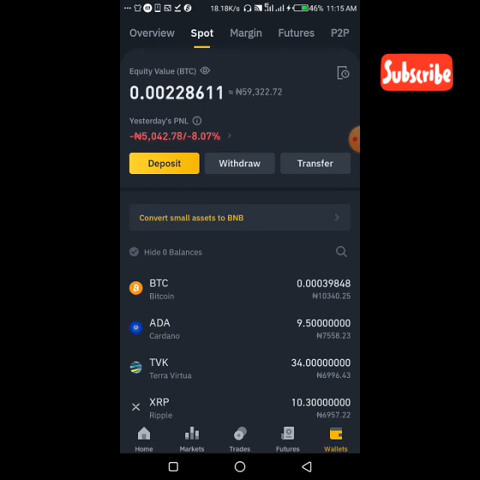 18.18K/s 46% 11:15 AM
Overview Spot Margin Futures P2P
Subscribe
Equity Value (BTC)
0.00228611 ≈ ₦59,322.72
Yesterday's PNL
-₦5,042.78/-8.07%
Deposit Withdraw Transfer
Convert small assets to BNB
Hide 0 Balances
BTC 0.00039848
Bitcoin ₦10340.25
ADA 9.50000000
Cardano ₦7558.23
TVK 34.00000000
Terra Virtua ₦6996.43
XRP 10.30000000
Ripple ₦6957.22
Home Markets Trades Futures Wallets